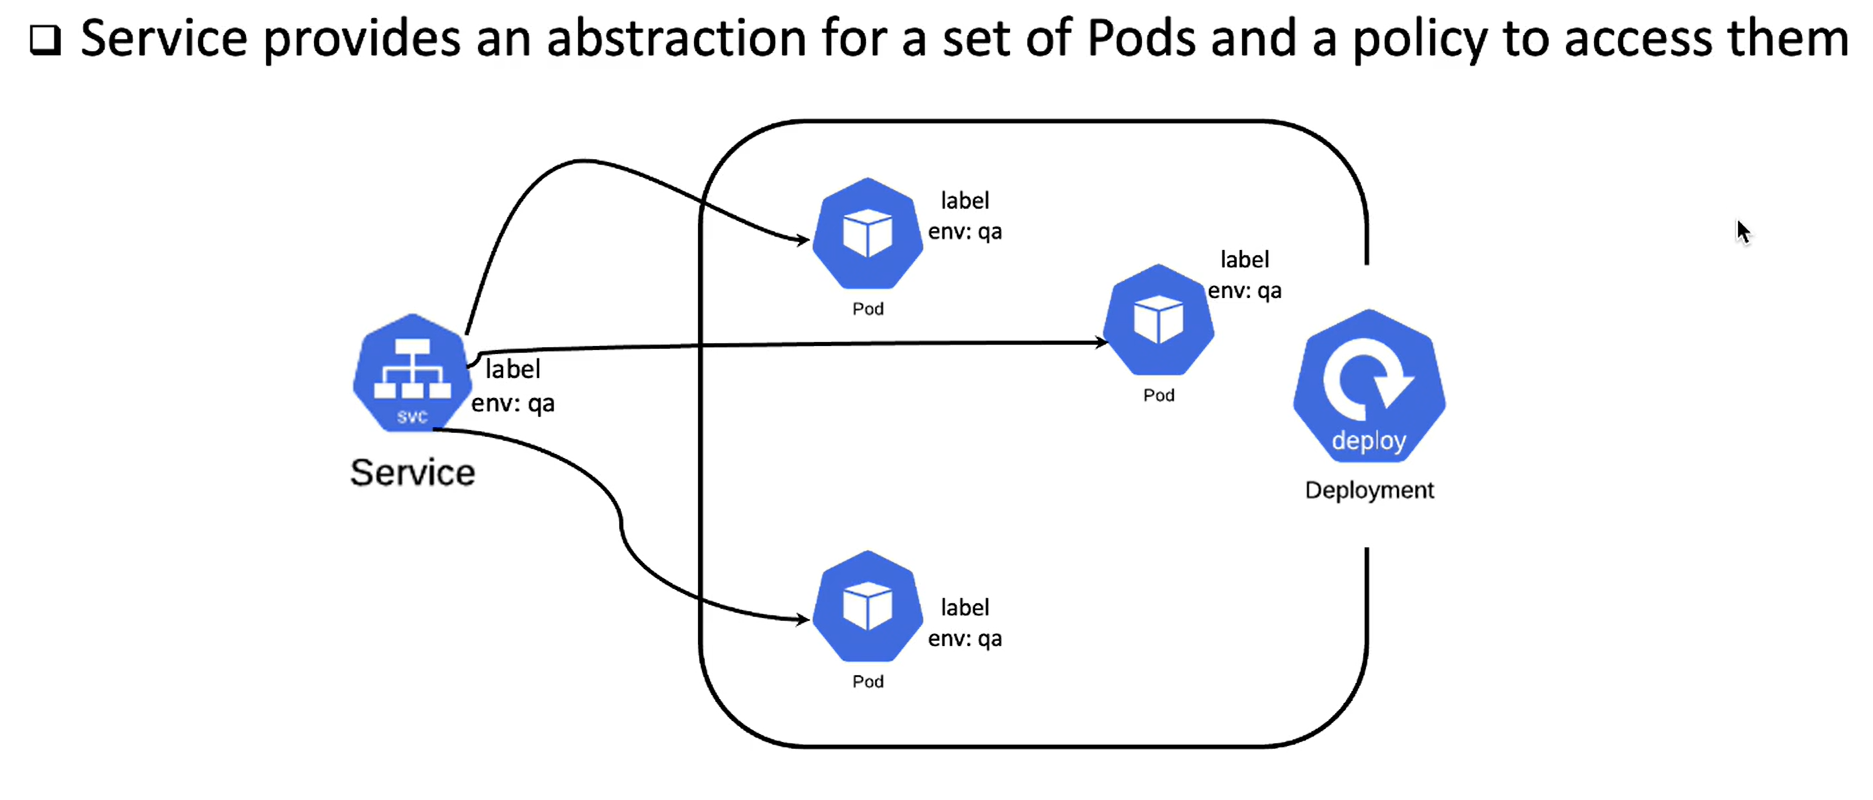 Service provides an abstraction for a set of Pods and a policy to access them
label
env: qa
Pod
label
env: qa
Pod
svc
label
env: qa
Service
deploy
Deployment
label
env: qa
Pod